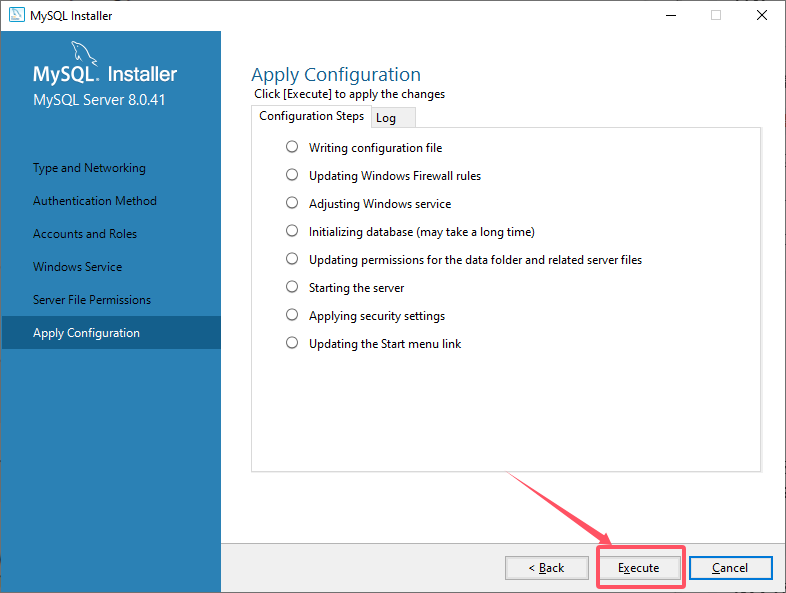 MySQL Installer
MySQL. Installer
MySQL Server 8.0.41
Type and Networking
Authentication Method
Accounts and Roles
Windows Service
Server File Permissions
Apply Configuration
Apply Configuration
Click [Execute] to apply the changes
Configuration Steps Log
Writing configuration file
Updating Windows Firewall rules
Adjusting Windows service
Initializing database (may take a long time)
Updating permissions for the data folder and related server files
Starting the server
Applying security settings
Updating the Start menu link
< Back Execute Cancel